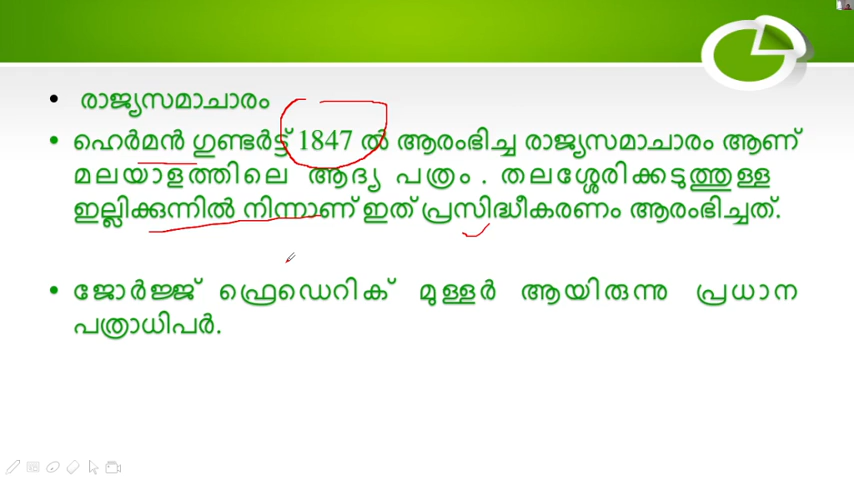 രാജ്യസമാചാരം
ഹെർമൻ ഗുണ്ടർട്ട് 1847 ൽ ആരംഭിച്ച രാജ്യസമാചാരം ആണ്
മലയാളത്തിലെ ആദ്യ പത്രം . തലശ്ശേരിക്കടുത്തുള്ള
ഇല്ലിക്കുന്നിൽ നിന്നാണ് ഇത് പ്രസിദ്ധീകരണം ആരംഭിച്ചത്.
ജോർജ്ജ് ഫ്രെഡെറിക് മുള്ളർ ആയിരുന്നു പ്രധാന
പത്രാധിപർ.